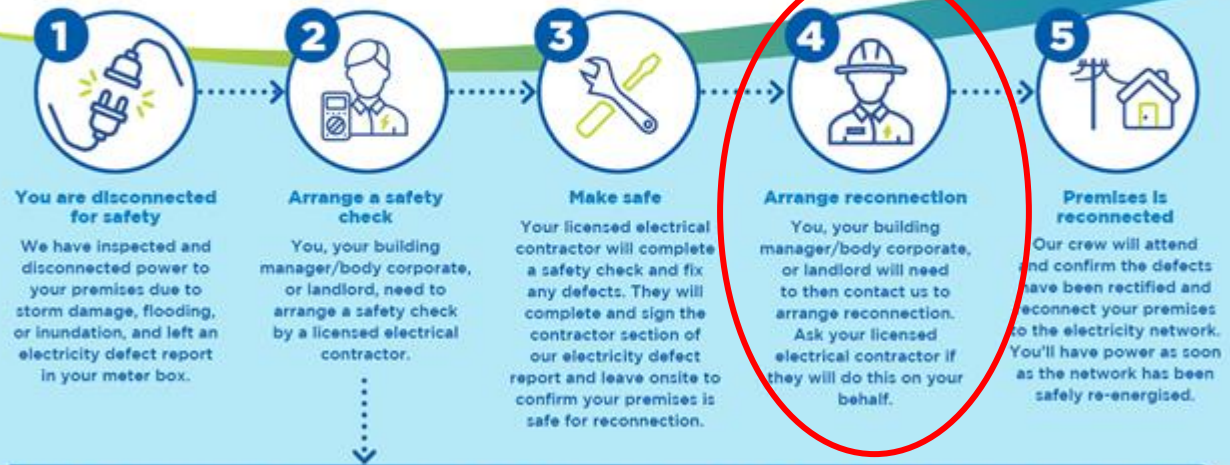 1
You are disconnected
for safety
We have inspected and
disconnected power to
your premises due to
storm damage, flooding,
or inundation, and left an
electricity defect report
in your meter box.
2
Arrange a safety
check
You, your building
manager/body corporate,
or landlord, need to
arrange a safety check
by a licensed electrical
contractor.
3
Make safe
Your licensed electrical
contractor will complete
a safety check and fix
any defects. They will
complete and sign the
contractor section of
our electricity defect
report and leave onsite to
confirm your premises is
safe for reconnection.
4
Arrange reconnection
You, your building
manager/body corporate,
or landlord will need
to then contact us to
arrange reconnection.
Ask your licensed
electrical contractor if
they will do this on your
behalf.
5
Premises is
reconnected
Our crew will attend
and confirm the defects
have been rectified and
reconnect your premises
to the electricity network.
You'll have power as soon
as the network has been
safely re-energised.